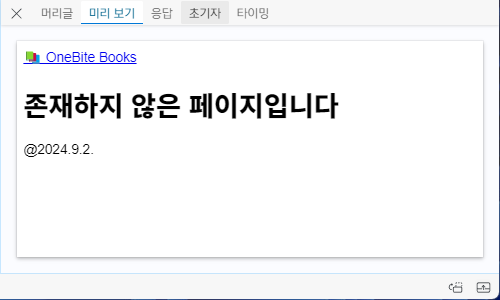 머리글 미리 보기 응답 초기자 타이밍
📚 OneBite Books
존재하지 않은 페이지입니다
@2024.9.2.